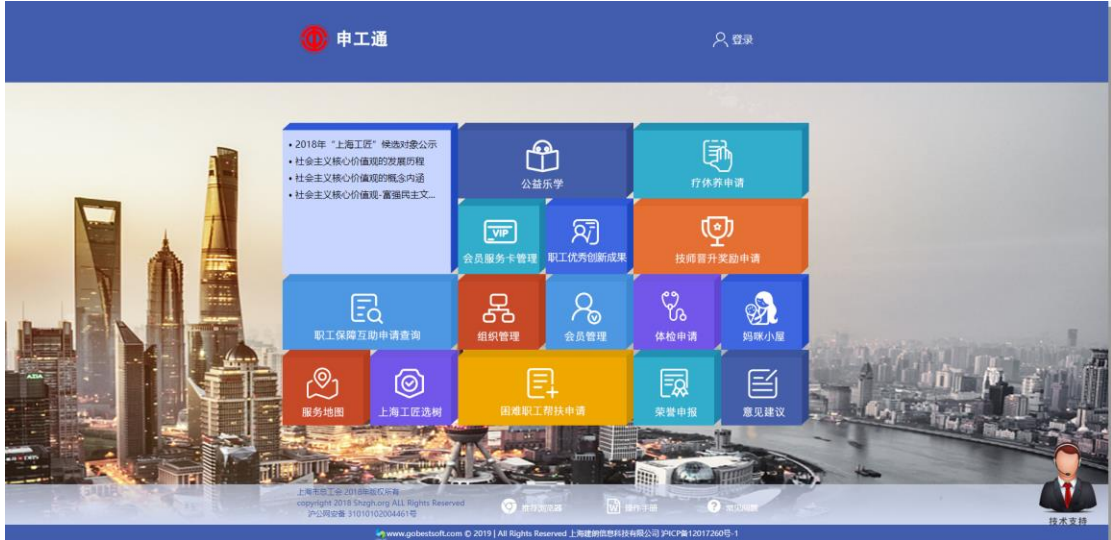 申工通
登录
• 2018年“上海工匠”候选对象公示
• 社会主义核心价值观的发展历程
• 社会主义核心价值观的概念内涵
• 社会主义核心价值观-富强民主文...
公益乐学
疗休养申请
VIP
会员服务卡管理
职工优秀创新成果
技师晋升奖励申请
职工保障互助申请查询
组织管理
会员管理
体检申请
妈咪小屋
服务地图
上海工匠选树
困难职工帮扶申请
荣誉申报
意见建议
上海市总工会 2018年版权所有
copyright 2018 Shzgh.org ALL Rights Reserved
沪公网安备 31010102004461号
推荐浏览器
操作手册
常见问题
技术支持
www.gobestsoft.com © 2019 | All Rights Reserved 上海建朗信息科技有限公司 沪ICP备12017260号-1